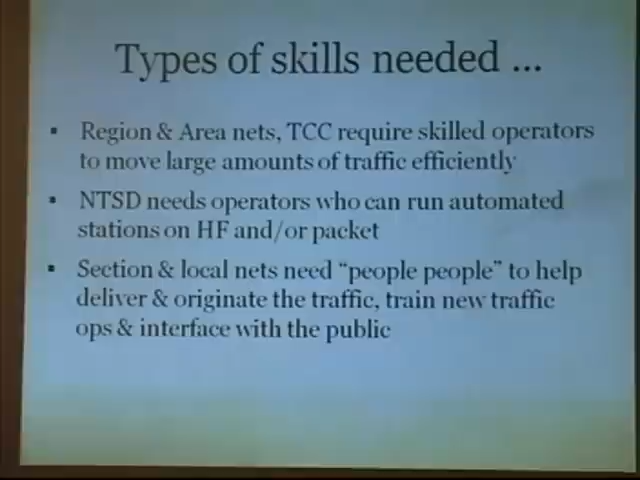 Types of skills needed ...
▪ Region & Area nets, TCC require skilled operators
to move large amounts of traffic efficiently
▪ NTSD needs operators who can run automated
stations on HF and/or packet
▪ Section & local nets need “people people” to help
deliver & originate the traffic, train new traffic
ops & interface with the public